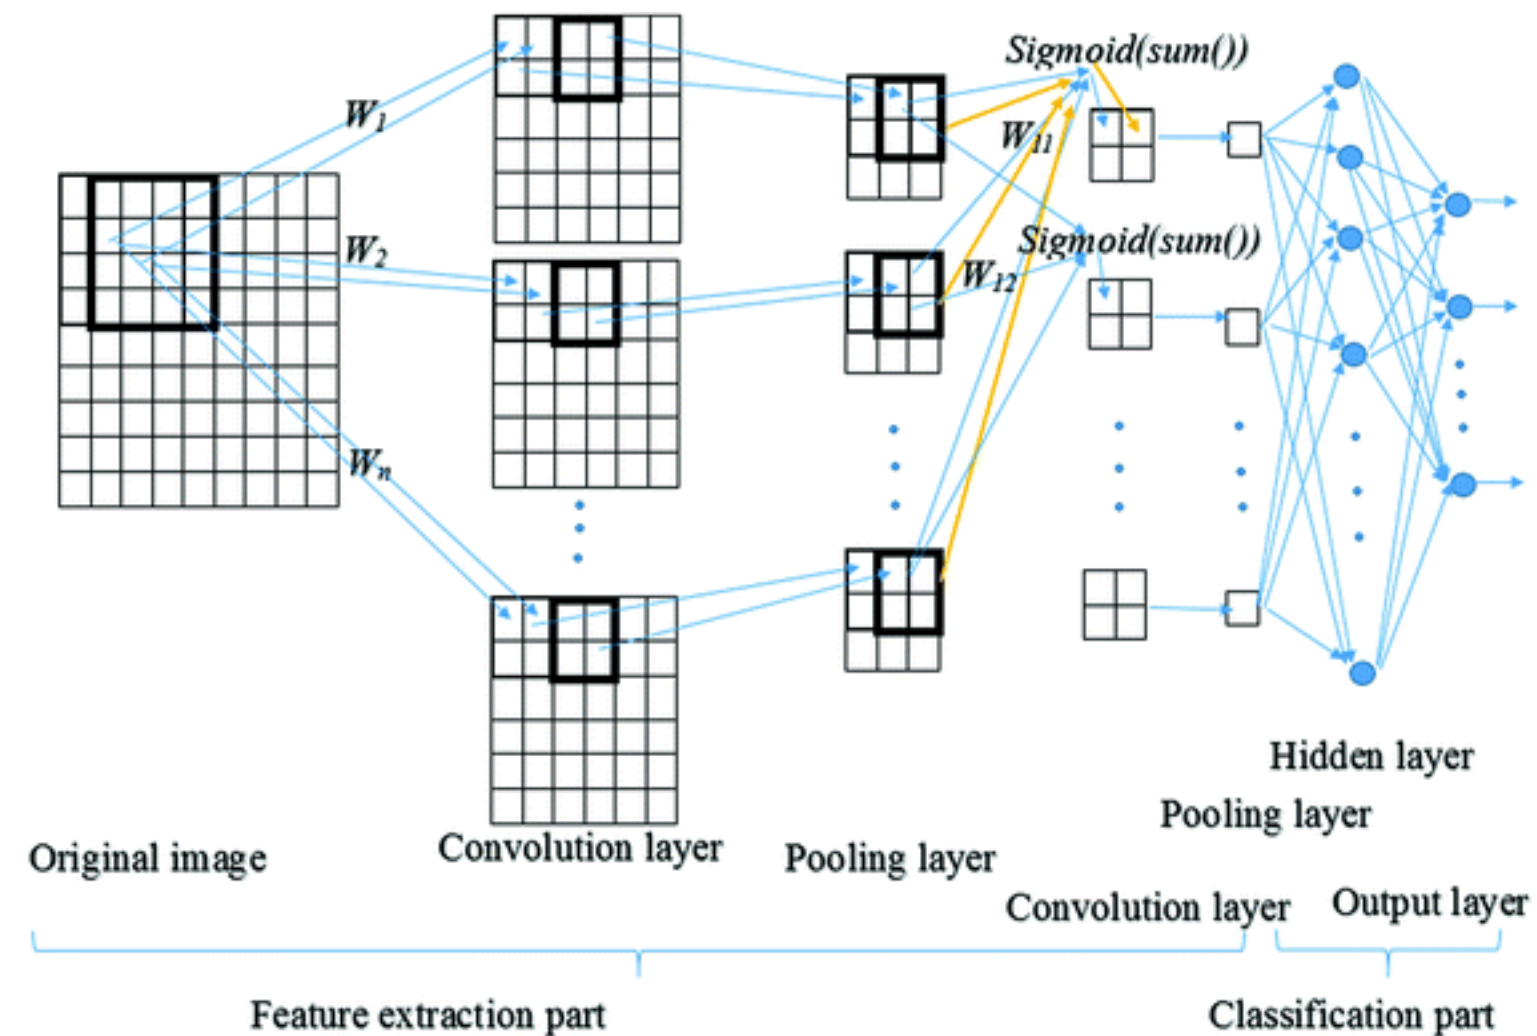 Sigmoid(sum())
W1
W11
Sigmoid(sum())
W2
W12
Wn
Hidden layer
Pooling layer
Original image
Convolution layer
Pooling layer
Convolution layer
Output layer
Feature extraction part
Classification part